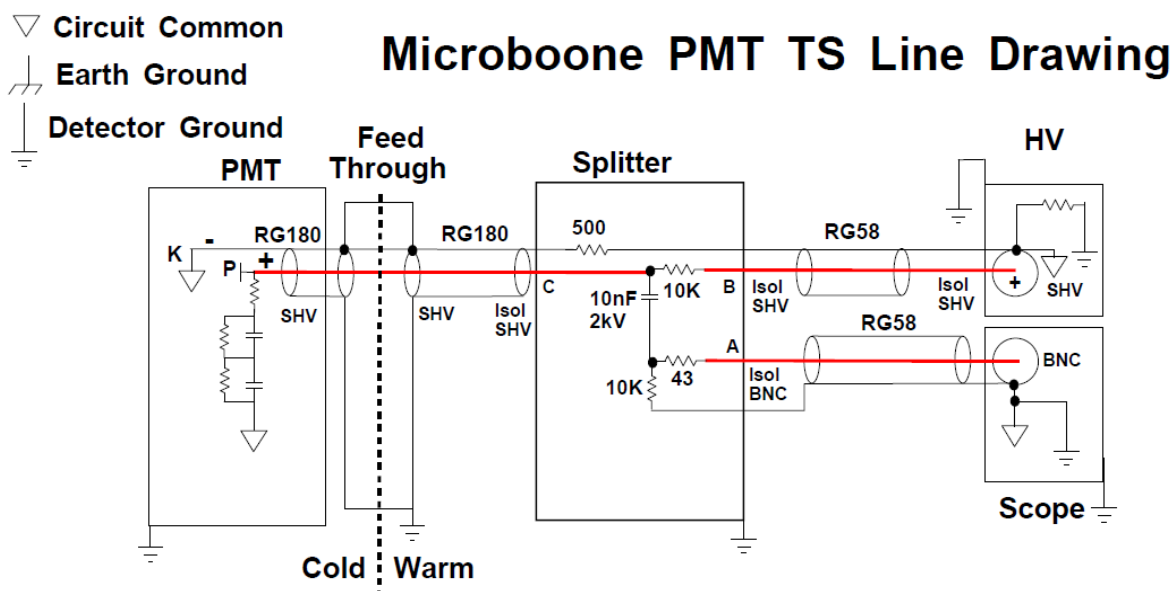 Circuit Common
Earth Ground
Detector Ground
Microboone PMT TS Line Drawing
PMT
Feed
Through
Splitter
HV
K
-
P
+
RG180
RG180
500
RG58
SHV
SHV
Isol
SHV
C
10nF
2kV
10K
B
Isol
SHV
Isol
SHV
+
SHV
RG58
A
43
10K
Isol
BNC
BNC
Scope
Cold
Warm